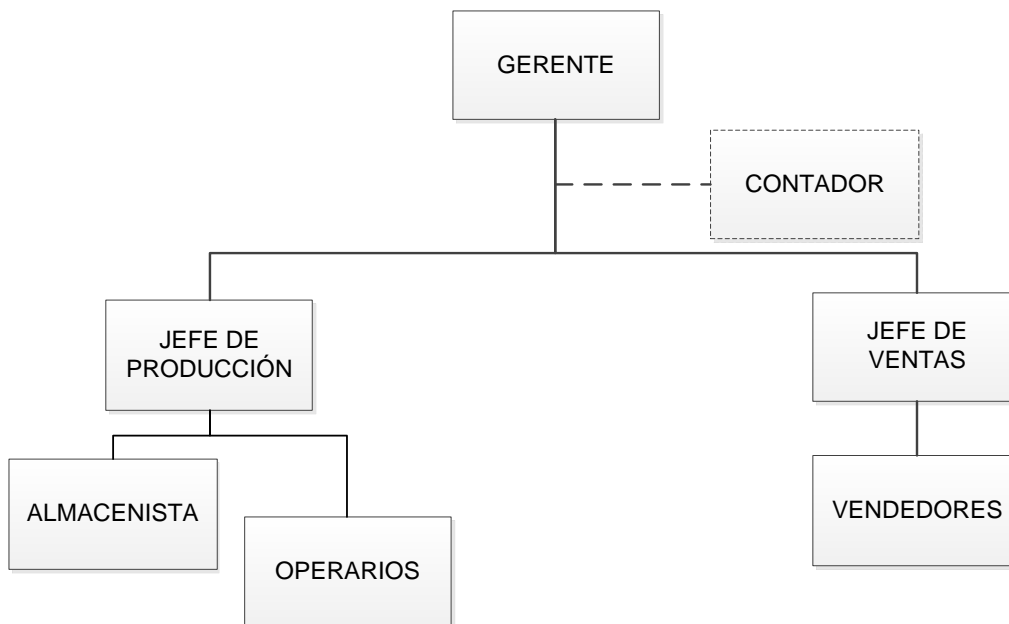 GERENTE
CONTADOR
JEFE DE
PRODUCCIÓN
JEFE DE
VENTAS
ALMACENISTA
OPERARIOS
VENDEDORES